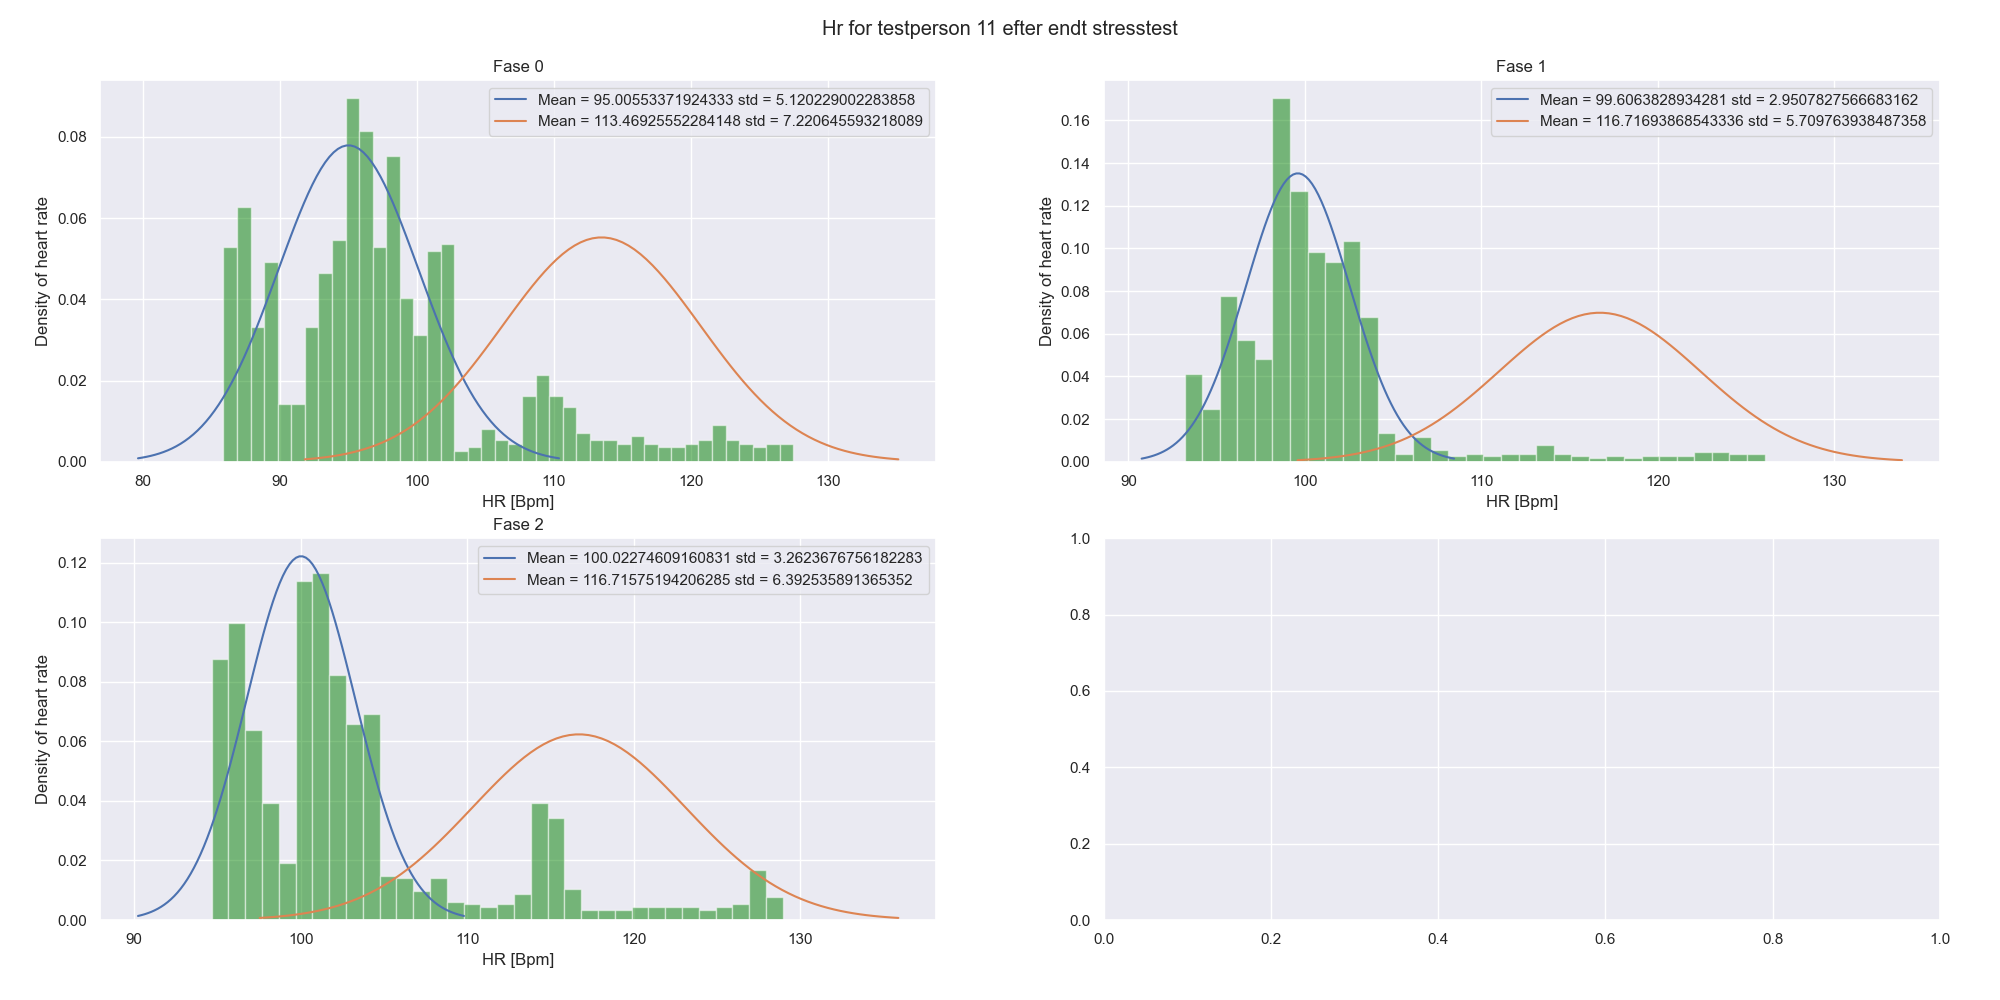 Hr for testperson 11 efter endt stresstest
Fase 0
Mean = 95.00553371924333 std = 5.120229002283858
Mean = 113.46925552284148 std = 7.220645593218089
Density of heart rate
0.08
0.06
0.04
0.02
0.00
80 90 100 110 120 130
HR [Bpm]
Fase 1
Mean = 99.6063828934281 std = 2.9507827566683162
Mean = 116.71693868543336 std = 5.709763938487358
Density of heart rate
0.16
0.14
0.12
0.10
0.08
0.06
0.04
0.02
0.00
90 100 110 120 130
HR [Bpm]
Fase 2
Mean = 100.02274609160831 std = 3.2623676756182283
Mean = 116.71575194206285 std = 6.392535891365352
Density of heart rate
0.12
0.10
0.08
0.06
0.04
0.02
0.00
90 100 110 120 130
HR [Bpm]
1.0
0.8
0.6
0.4
0.2
0.0
0.0 0.2 0.4 0.6 0.8 1.0